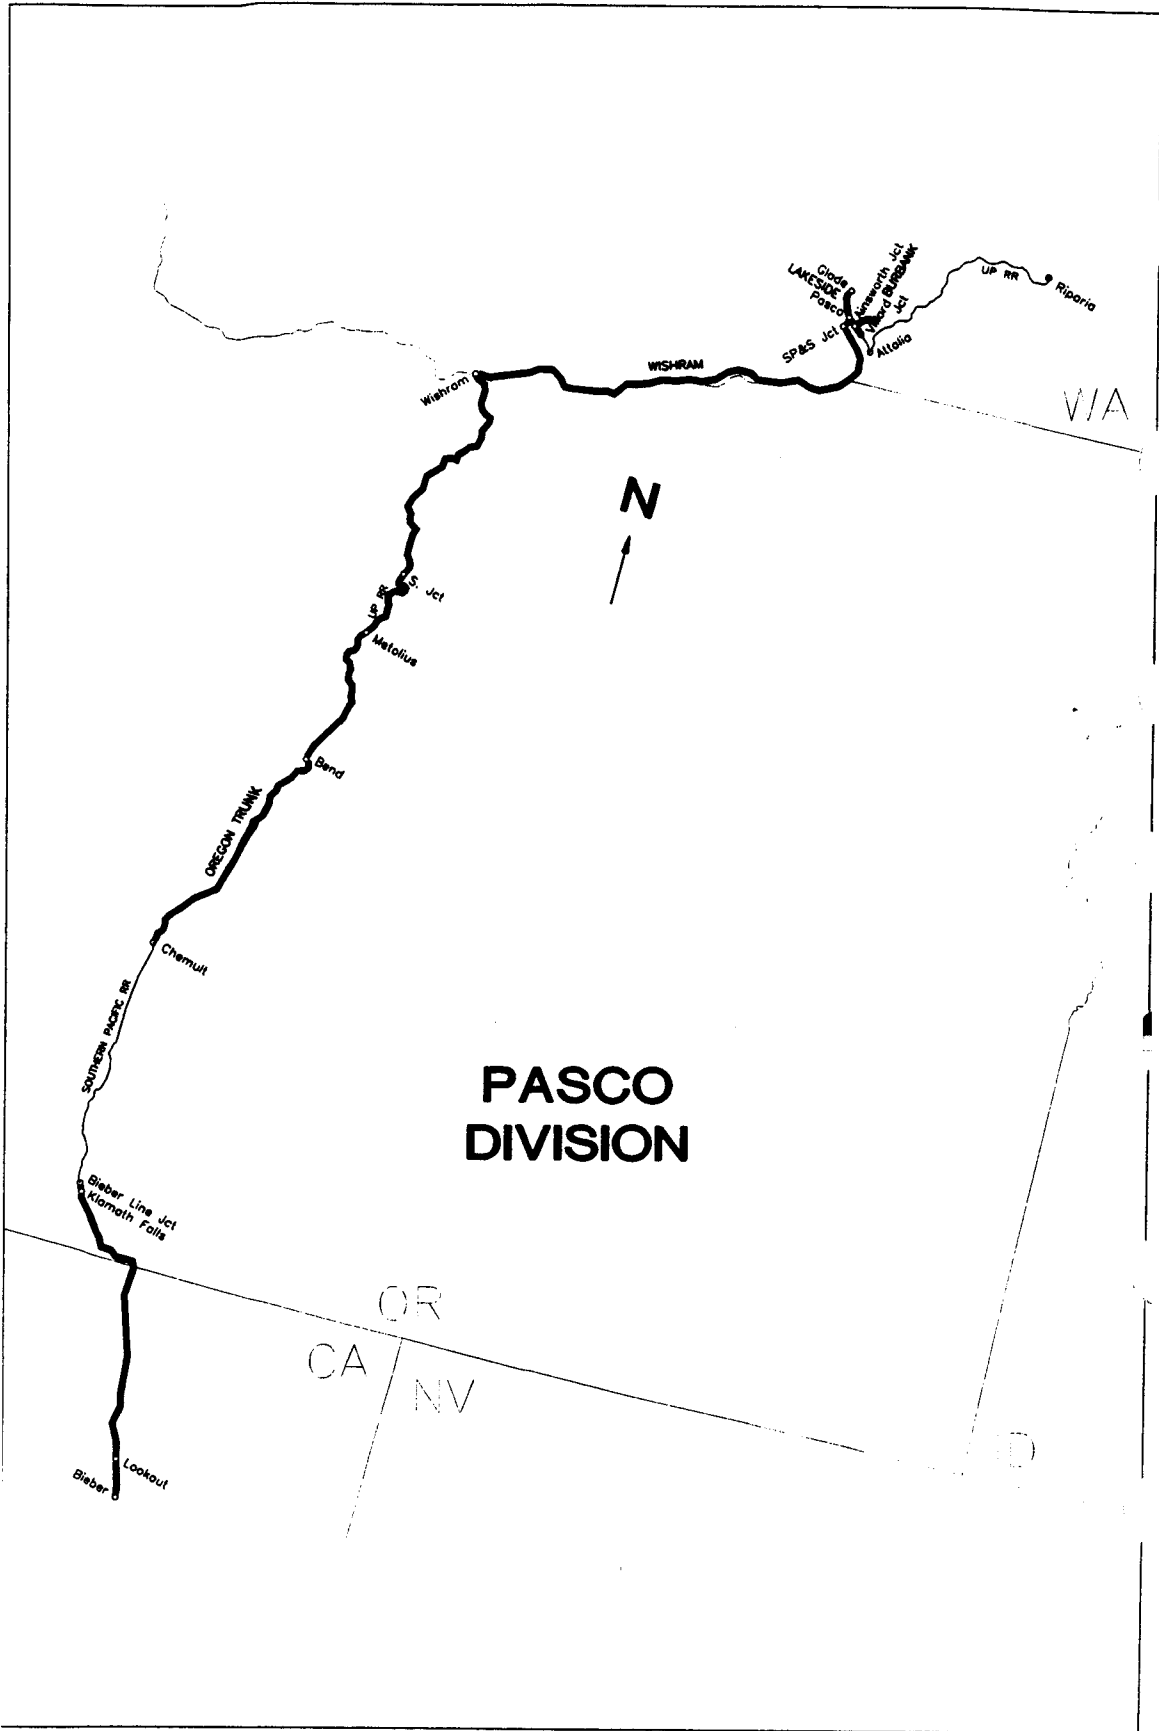 Glade
LAKESIDE
Pasco
Ainsworth Jct
BURBANK
Villard Jct
SP&S Jct
Attalia
UP RR
Riparia
WISHRAM
Wishram
WA
N
S. Jct
UP RR
Metolius
Bend
OREGON TRUNK
Chemult
SOUTHERN PACIFIC RR
PASCO
DIVISION
Bieber Line Jct
Klamath Falls
OR
CA
NV
ID
Lookout
Bieber